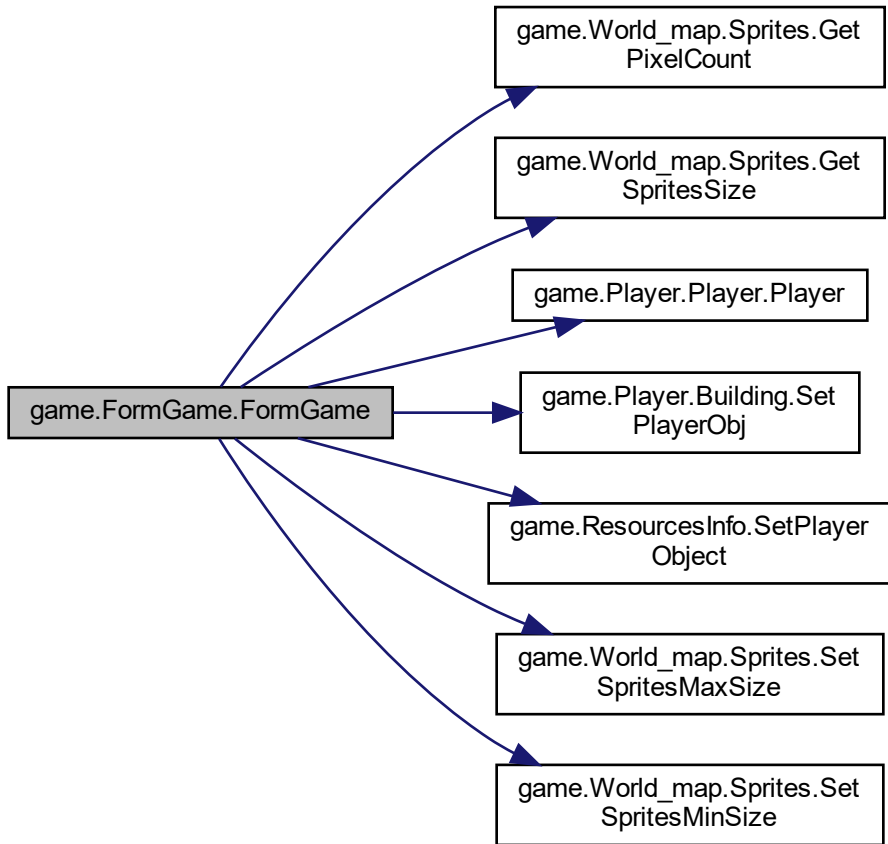 game.World_map.Sprites.Get
PixelCount
game.World_map.Sprites.Get
SpritesSize
game.Player.Player.Player
game.FormGame.FormGame
game.Player.Building.Set
PlayerObj
game.ResourcesInfo.SetPlayer
Object
game.World_map.Sprites.Set
SpritesMaxSize
game.World_map.Sprites.Set
SpritesMinSize